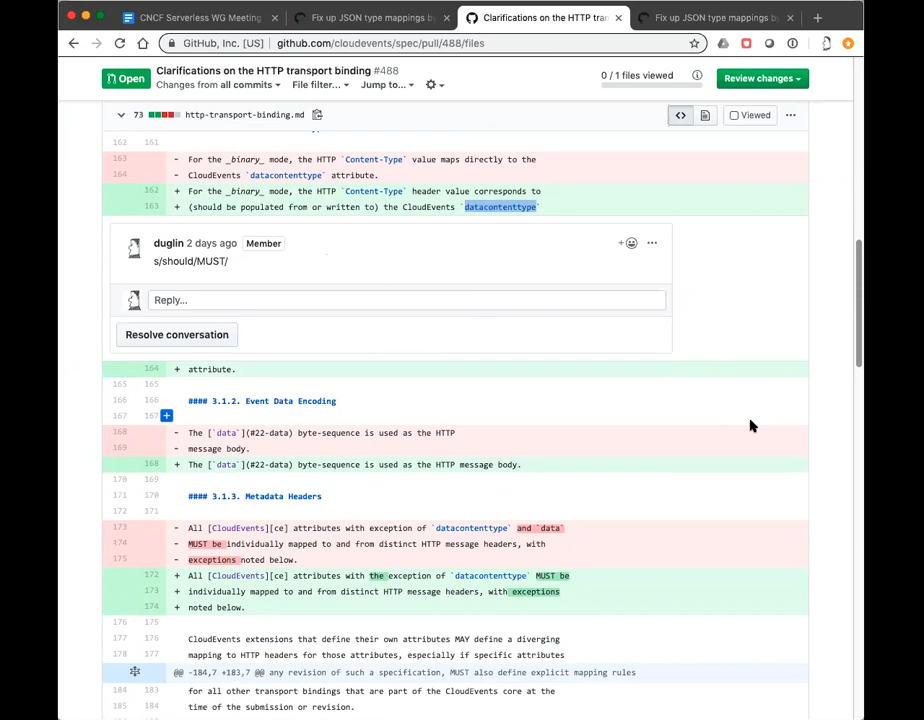 CNCF Serverless WG Meeting
Fix up JSON type mappings by
Clarifications on the HTTP tran
Fix up JSON type mappings by
GitHub, Inc. [US]
github.com/cloudevents/spec/pull/488/files
Open
Clarifications on the HTTP transport binding #488
Changes from all commits
File filter...
Jump to...
0 / 1 files viewed
Review changes
73
http-transport-binding.md
Viewed
162 161
163 - For the _binary_ mode, the HTTP `Content-Type` value maps directly to the
164 - CloudEvents `datacontenttype` attribute.
162 + For the _binary_ mode, the HTTP `Content-Type` header value corresponds to
163 + (should be populated from or written to) the CloudEvents `datacontenttype`
duglin 2 days ago Member
s/should/MUST/
Reply...
Resolve conversation
164 + attribute.
165 165
166 166 #### 3.1.2. Event Data Encoding
167 167
168 - The [`data`](#22-data) byte-sequence is used as the HTTP
169 - message body.
168 + The [`data`](#22-data) byte-sequence is used as the HTTP message body.
170 169
171 170 #### 3.1.3. Metadata Headers
172 171
173 - All [CloudEvents][ce] attributes with exception of `datacontenttype` and `data`
174 - MUST be individually mapped to and from distinct HTTP message headers, with
175 - exceptions noted below.
172 + All [CloudEvents][ce] attributes with the exception of `datacontenttype` MUST be
173 + individually mapped to and from distinct HTTP message headers, with exceptions
174 + noted below.
176 175
177 176 CloudEvents extensions that define their own attributes MAY define a diverging
178 177 mapping to HTTP headers for those attributes, especially if specific attributes
@@ -184,7 +183,7 @@ any revision of such a specification, MUST also define explicit mapping rules
184 183 for all other transport bindings that are part of the CloudEvents core at the
185 184 time of the submission or revision.